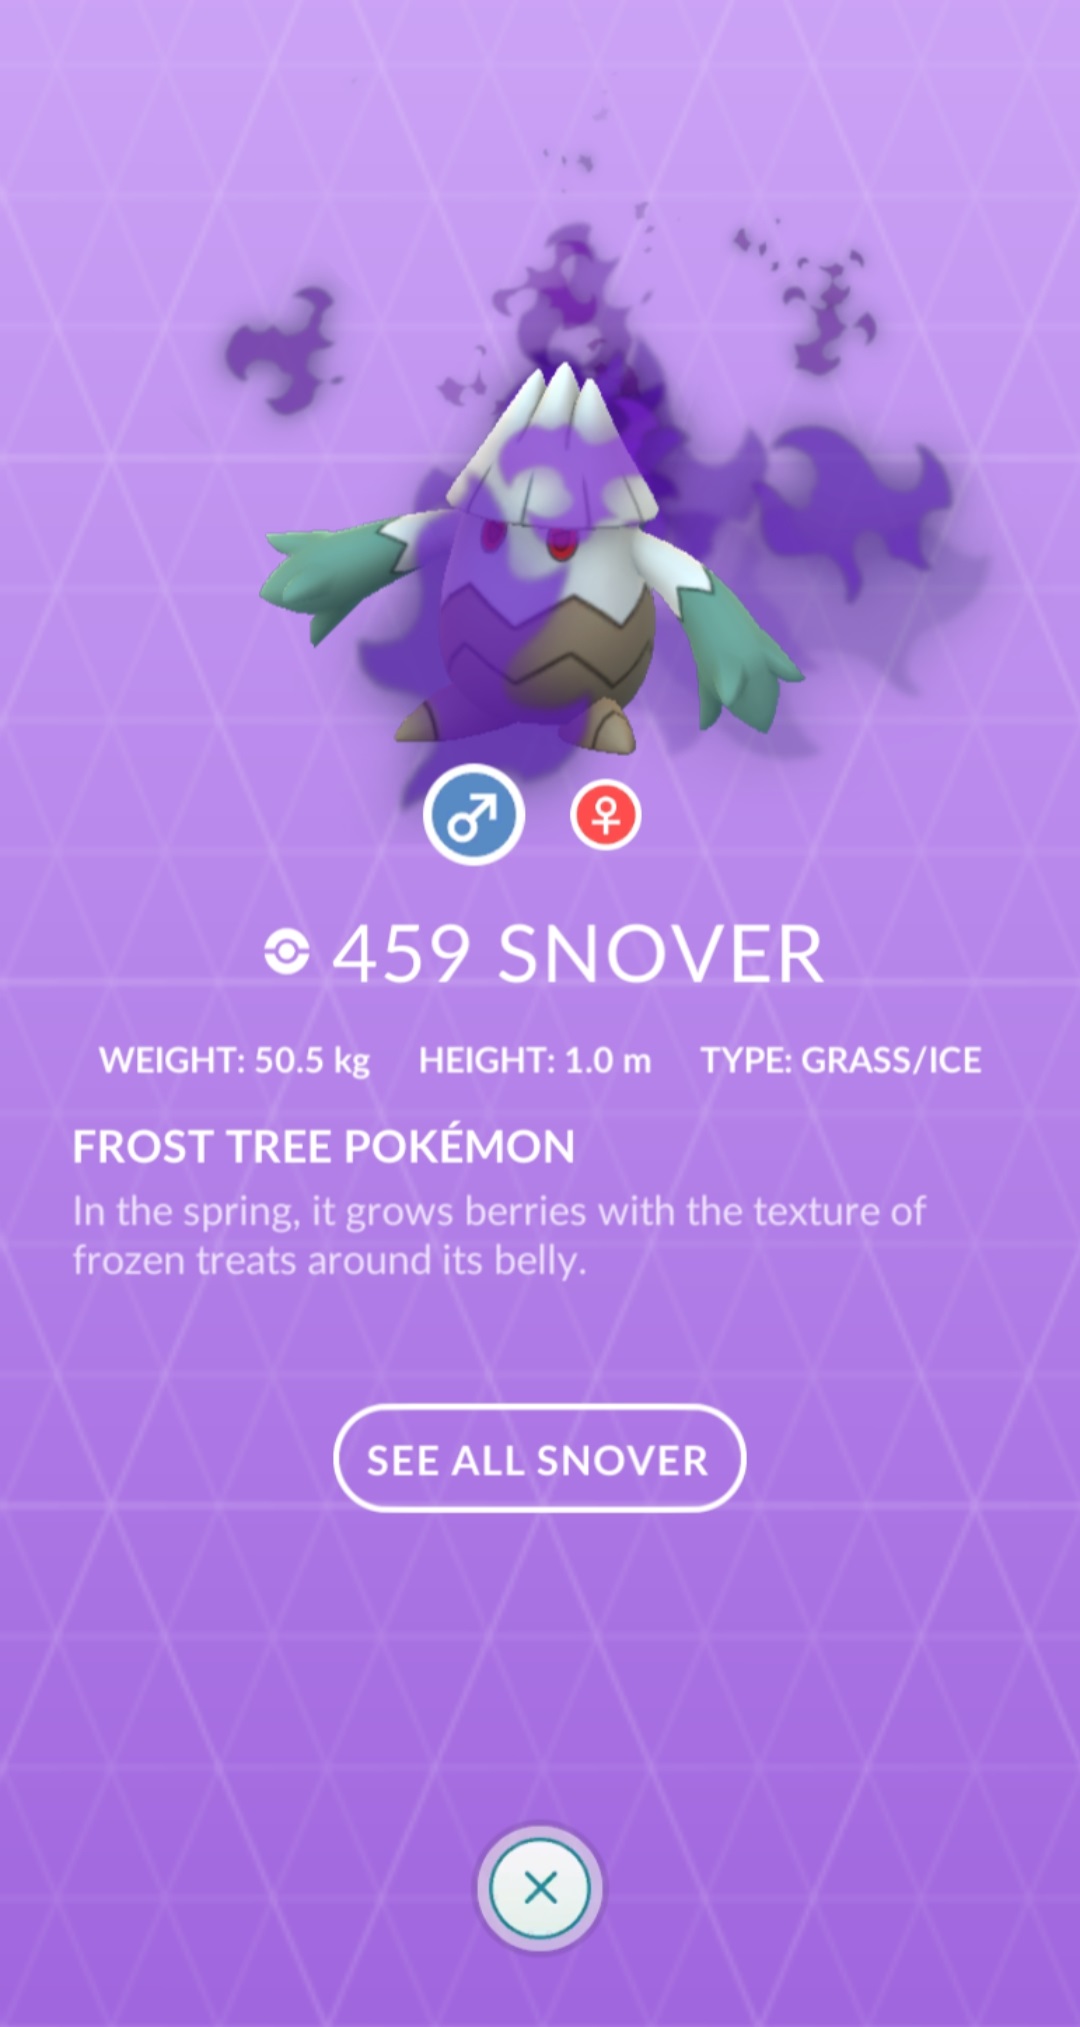 459 SNOVER
WEIGHT: 50.5 kg HEIGHT: 1.0 m TYPE: GRASS/ICE
FROST TREE POKÉMON
In the spring, it grows berries with the texture of
frozen treats around its belly.
SEE ALL SNOVER